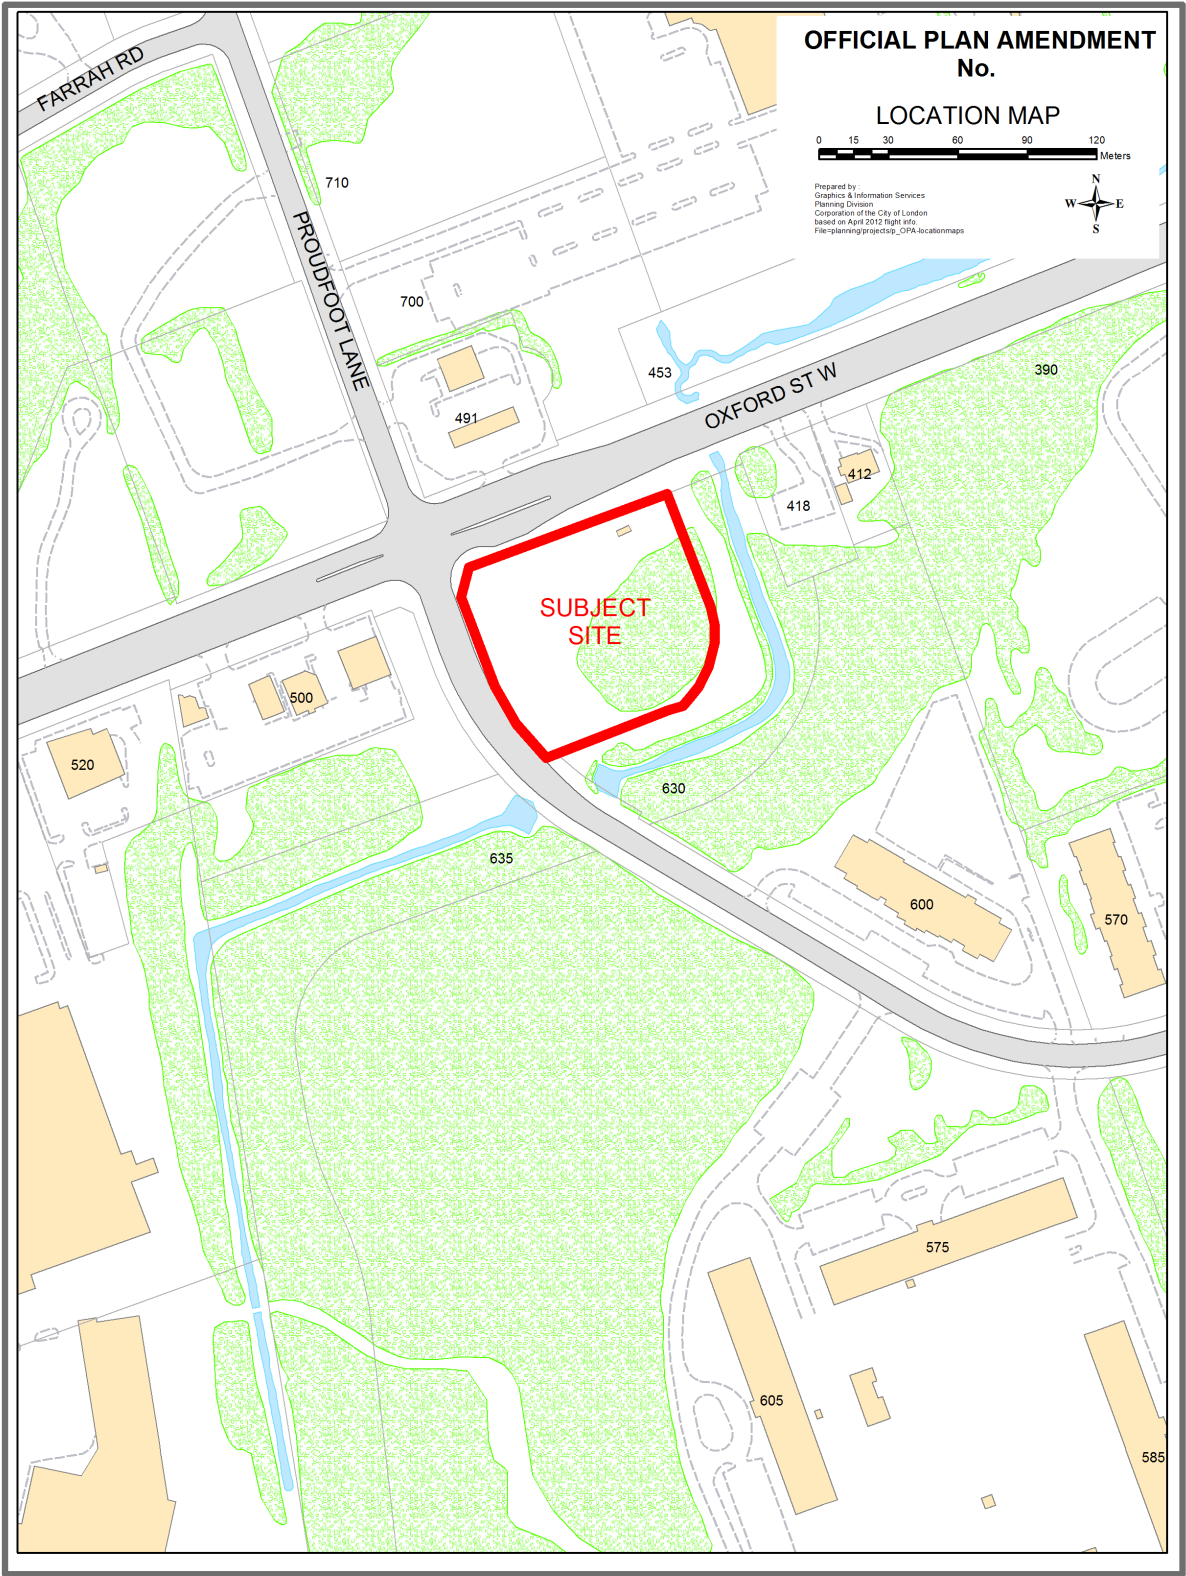 OFFICIAL PLAN AMENDMENT
No.
LOCATION MAP
0 15 30 60 90 120
Meters
Prepared by :
Graphics & Information Services
Planning Division
Corporation of the City of London
based on April 2012 flight info.
File=planning/projects/p_OPA-locationmaps
N
W E
S
FARRAH RD
710
PROUDFOOT LANE
700
453
OXFORD ST W
390
491
412
418
SUBJECT
SITE
500
520
630
635
600
570
575
605
585